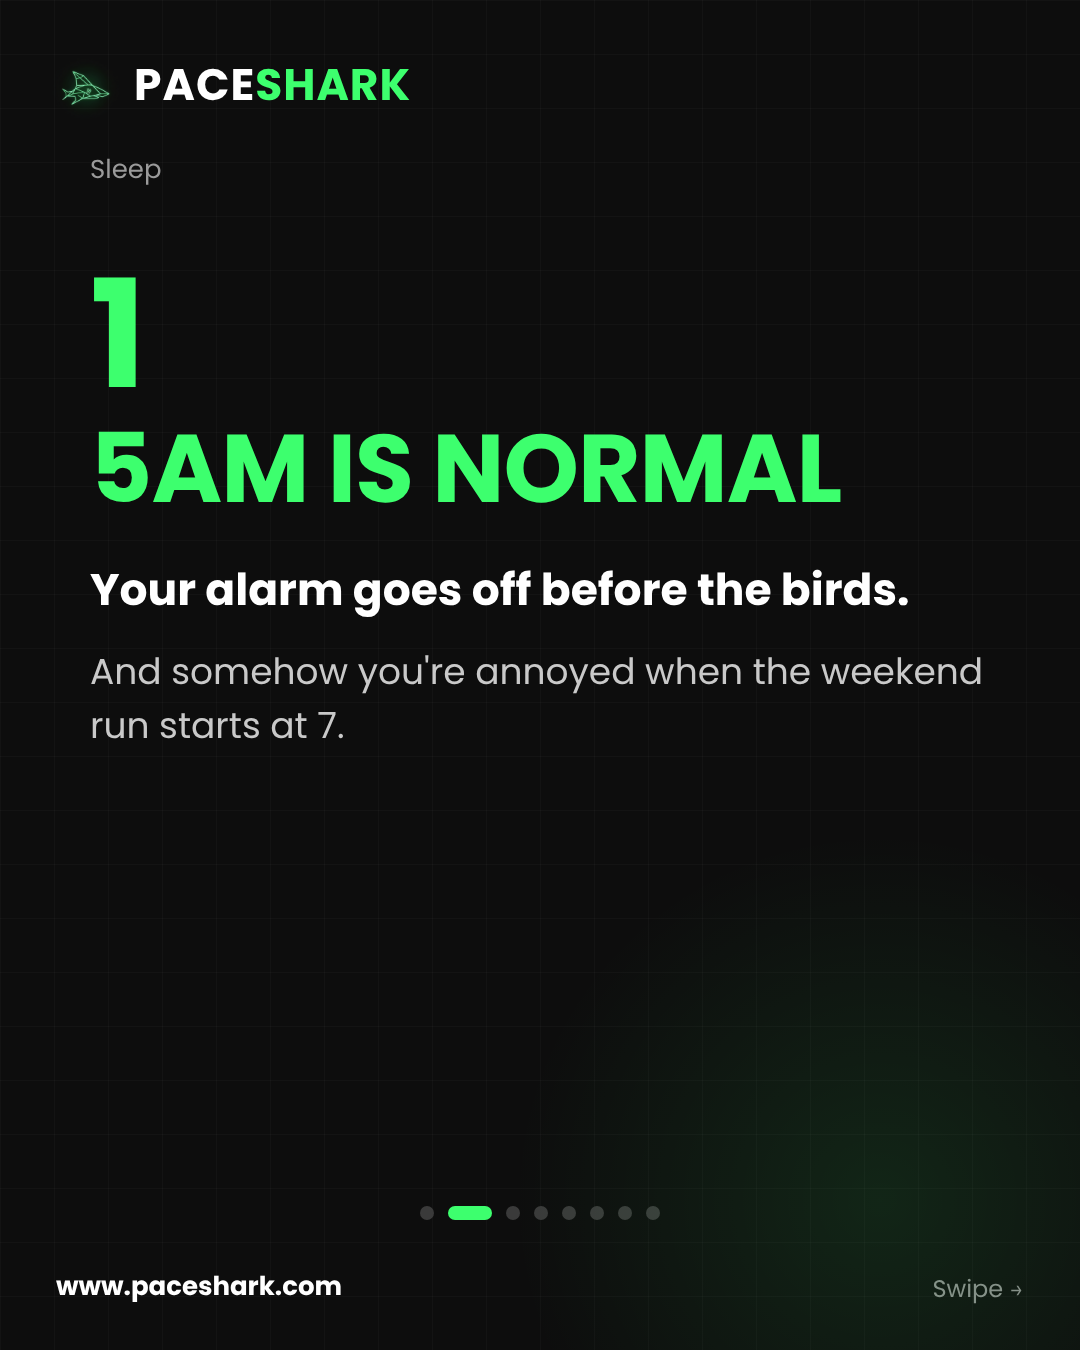 PACESHARK
Sleep
1
5AM IS NORMAL
Your alarm goes off before the birds.
And somehow you're annoyed when the weekend
run starts at 7.
www.paceshark.com
Swipe →